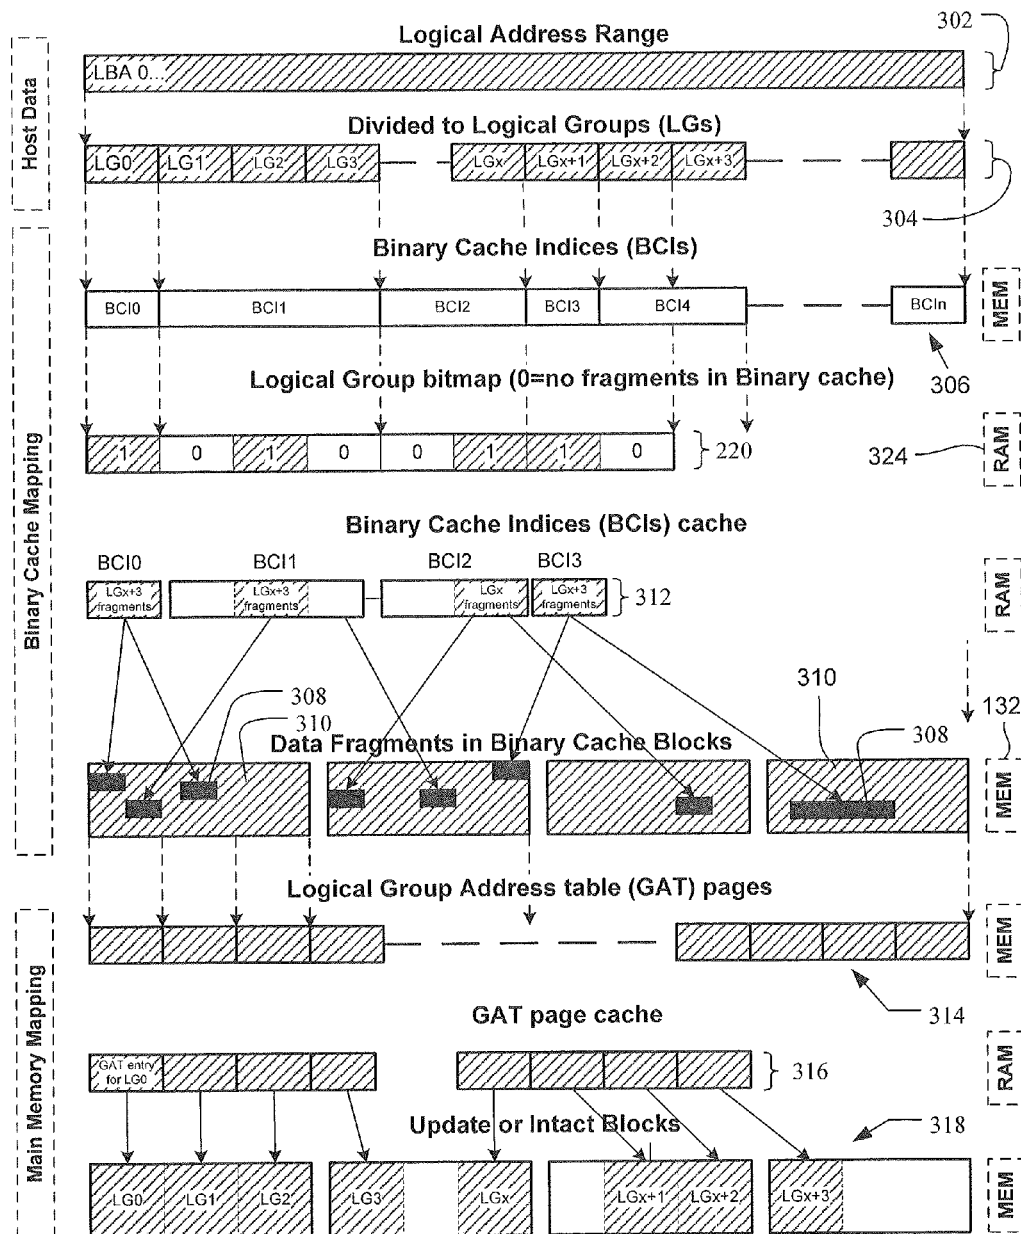 302
Logical Address Range
LBA 0...
Host Data
Divided to Logical Groups (LGs)
LG0 LG1 LG2 LG3 LGx LGx+1 LGx+2 LGx+3
304
Binary Cache Indices (BCIs)
BCI0 BCI1 BCI2 BCI3 BCI4 BCIn
MEM
306
Binary Cache Mapping
Logical Group bitmap (0=no fragments in Binary cache)
1 0 1 0 0 1 1 0
220
324
RAM
Binary Cache Indices (BCIs) cache
BCI0 BCI1 BCI2 BCI3
LGx+3 fragments
LGx+3 fragments
LGx fragments
LGx+3 fragments
312
RAM
308
310
310
308
132
Data Fragments in Binary Cache Blocks
MEM
Logical Group Address table (GAT) pages
MEM
314
Main Memory Mapping
GAT page cache
GAT entry for LG0
316
RAM
Update or Intact Blocks
318
LG0 LG1 LG2 LG3 LGx LGx+1 LGx+2 LGx+3
MEM